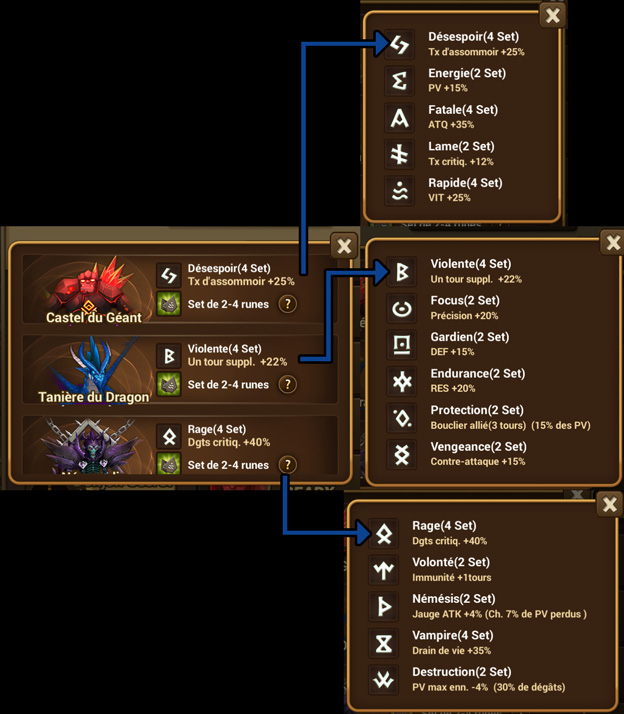 Désespoir(4 Set)
Tx d'assommoir +25%
Energie(2 Set)
PV +15%
Fatale(4 Set)
ATQ +35%
Lame(2 Set)
Tx critiq. +12%
Rapide(4 Set)
VIT +25%
Désespoir(4 Set)
Tx d'assommoir +25%
Set de 2-4 runes ?
Castel du Géant
Violente(4 Set)
Un tour suppl. +22%
Set de 2-4 runes ?
Tanière du Dragon
Rage(4 Set)
Dgts critiq. +40%
Set de 2-4 runes ?
Violente(4 Set)
Un tour suppl. +22%
Focus(2 Set)
Précision +20%
Gardien(2 Set)
DEF +15%
Endurance(2 Set)
RES +20%
Protection(2 Set)
Bouclier allié(3 tours) (15% des PV)
Vengeance(2 Set)
Contre-attaque +15%
Rage(4 Set)
Dgts critiq. +40%
Volonté(2 Set)
Immunité +1tours
Némésis(2 Set)
Jauge ATK +4% (Ch. 7% de PV perdus )
Vampire(4 Set)
Drain de vie +35%
Destruction(2 Set)
PV max enn. -4% (30% de dégâts)